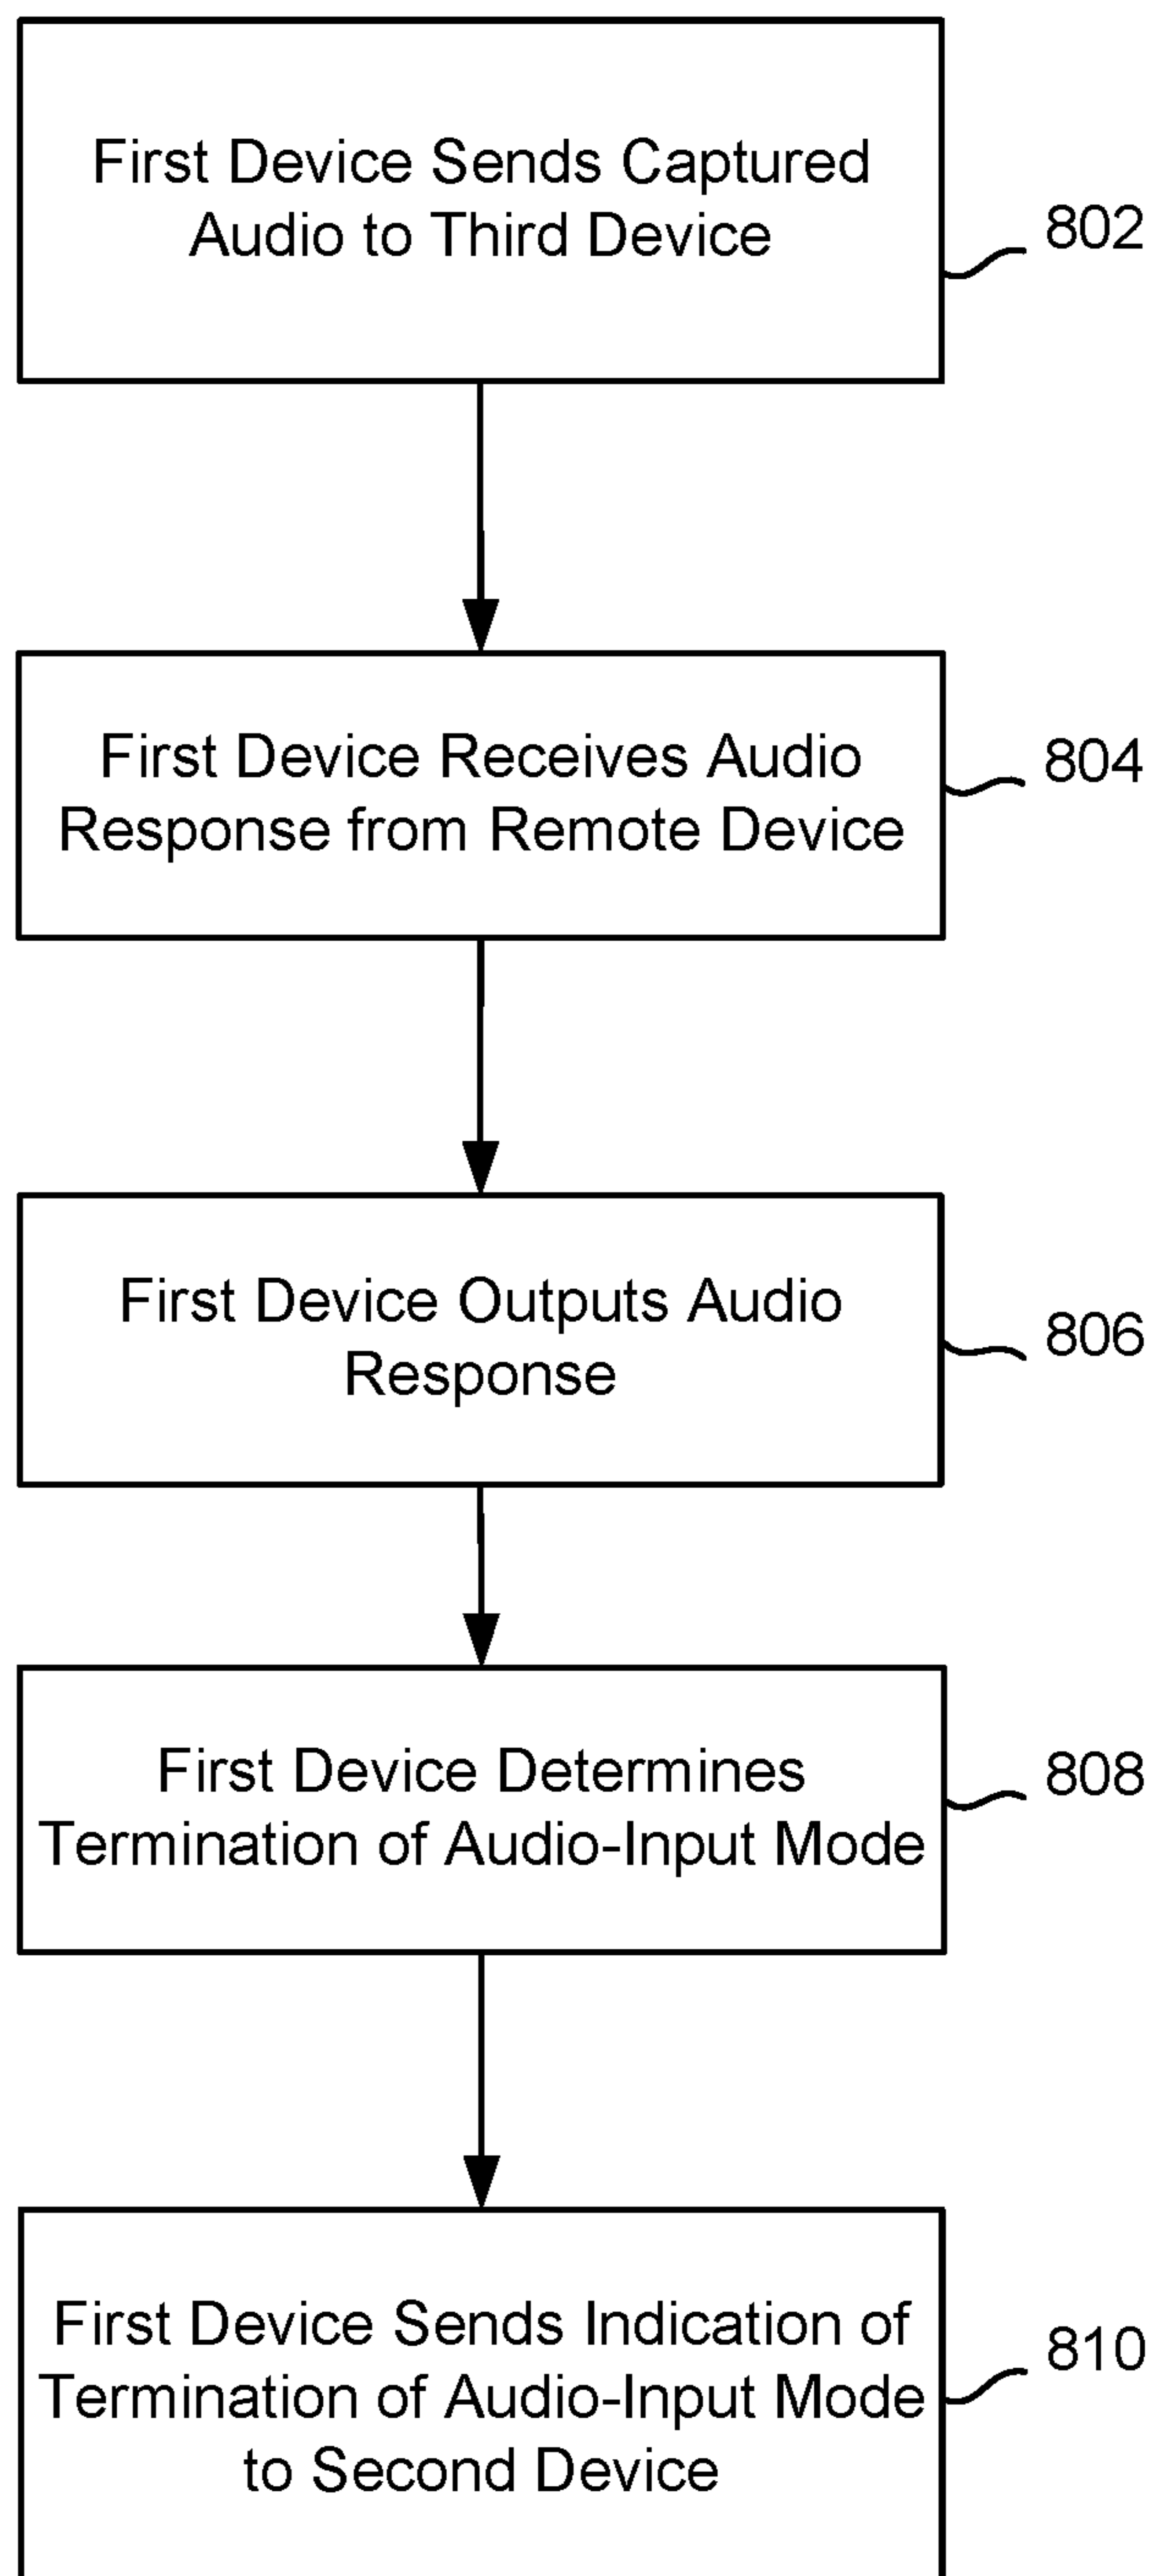 First Device Sends Captured
Audio to Third Device
802
First Device Receives Audio
Response from Remote Device
804
First Device Outputs Audio
Response
806
First Device Determines
Termination of Audio-Input Mode
808
First Device Sends Indication of
Termination of Audio-Input Mode
to Second Device
810